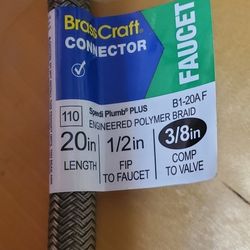 BrassCraft®
CONNECTOR
FAUCET
110
Speedi Plumb® PLUS
B1-20A F
ENGINEERED POLYMER BRAID
20in
LENGTH
1/2in
FIP
TO FAUCET
3/8in
COMP
TO VALVE